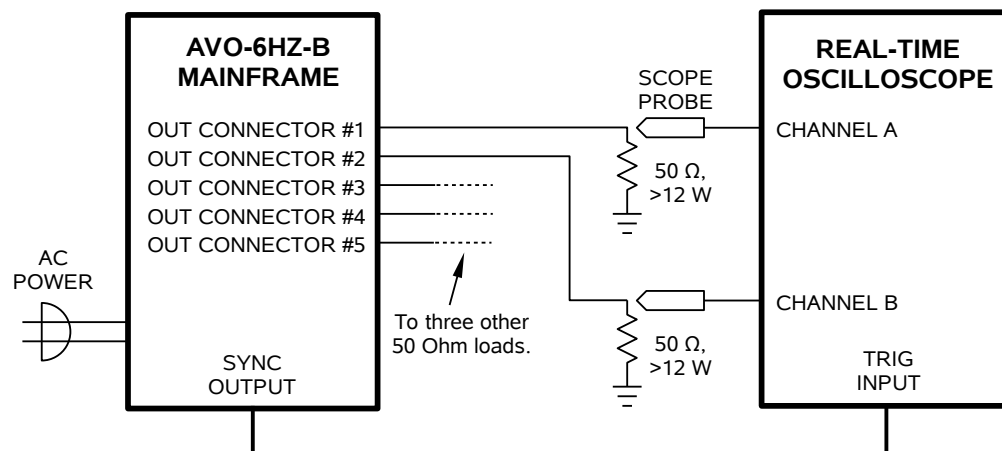 AVO-6HZ-B
MAINFRAME
OUT CONNECTOR #1
OUT CONNECTOR #2
OUT CONNECTOR #3
OUT CONNECTOR #4
OUT CONNECTOR #5
AC
POWER
SYNC
OUTPUT
SCOPE
PROBE
50 Ω,
>12 W
To three other
50 Ohm loads.
50 Ω,
>12 W
REAL-TIME
OSCILLOSCOPE
CHANNEL A
CHANNEL B
TRIG
INPUT